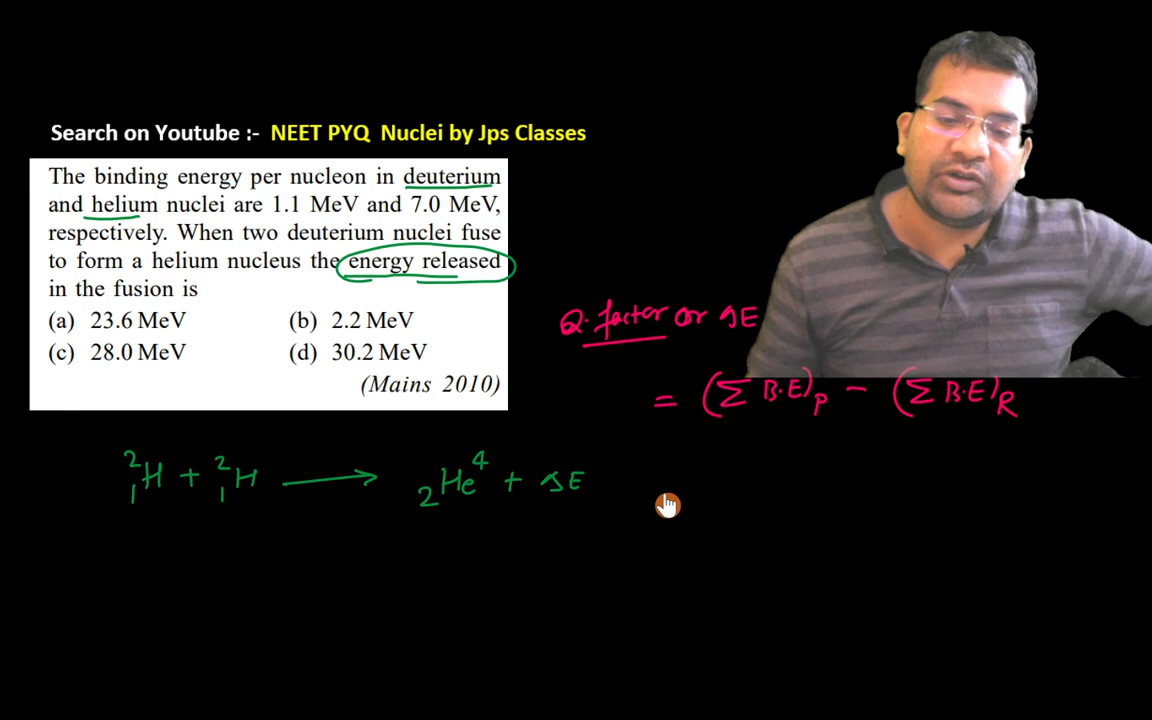 Search on Youtube :- NEET PYQ Nuclei by Jps Classes
The binding energy per nucleon in deuterium
and helium nuclei are 1.1 MeV and 7.0 MeV,
respectively. When two deuterium nuclei fuse
to form a helium nucleus the energy released
in the fusion is
(a) 23.6 MeV (b) 2.2 MeV
(c) 28.0 MeV (d) 30.2 MeV
(Mains 2010)
Q. factor or ΔE
= (Σ B.E)p - (Σ B.E)R
²₁H + ²₁H ⟶ ₂He⁴ + ΔE